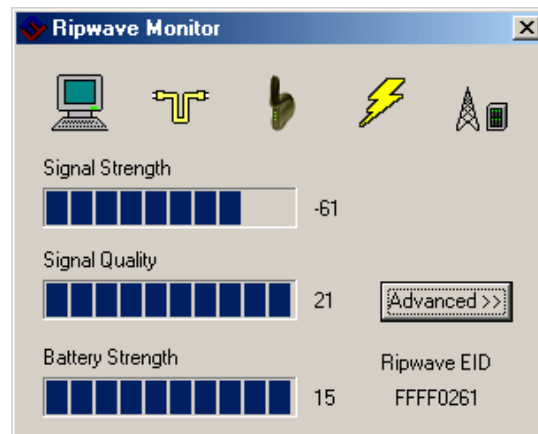 Ripwave Monitor
Signal Strength
-61
Signal Quality
21
Advanced >>
Battery Strength
15
Ripwave EID
FFFF0261